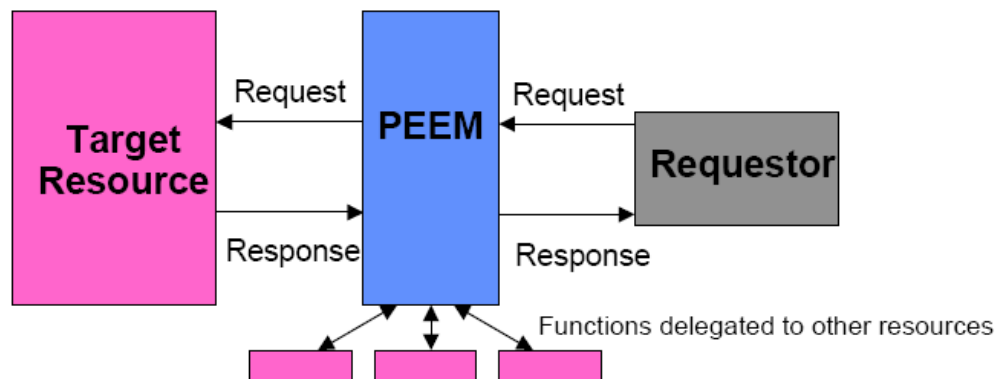 Request
Request
PEEM
Target
Resource
Requestor
Response
Response
Functions delegated to other resources